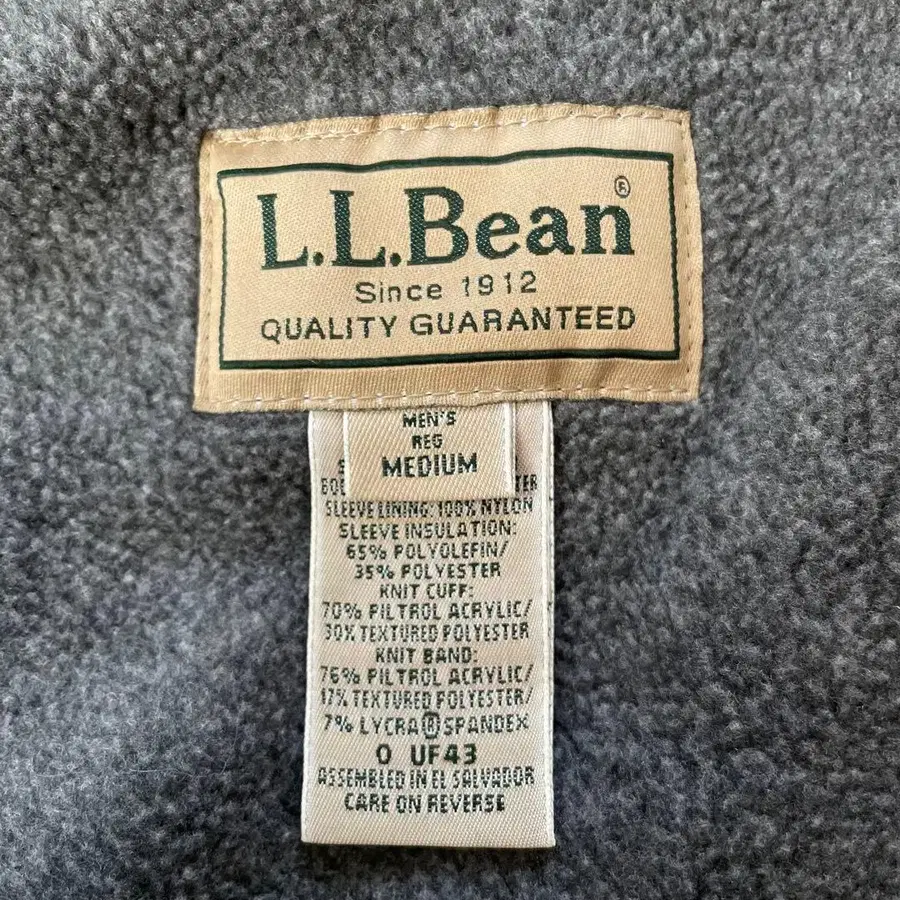 L.L.Bean®
Since 1912
QUALITY GUARANTEED
MEN'S
REG
MEDIUM
SLEEVE LINING: 100% NYLON
SLEEVE INSULATION:
65% POLYOLEFIN/
35% POLYESTER
KNIT CUFF:
70% PILTROL ACRYLIC/
30% TEXTURED POLYESTER
KNIT BAND:
76% PILTROL ACRYLIC/
17% TEXTURED POLYESTER/
7% LYCRA® SPANDEX
0 UF43
ASSEMBLED IN EL SALVADOR
CARE ON REVERSE